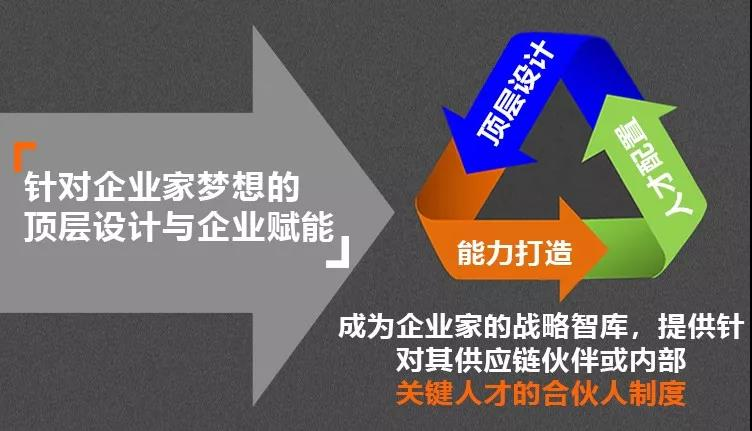 针对企业家梦想的
顶层设计与企业赋能
顶层设计
人才配置
能力打造
成为企业家的战略智库，提供针
对其供应链伙伴或内部
关键人才的合伙人制度